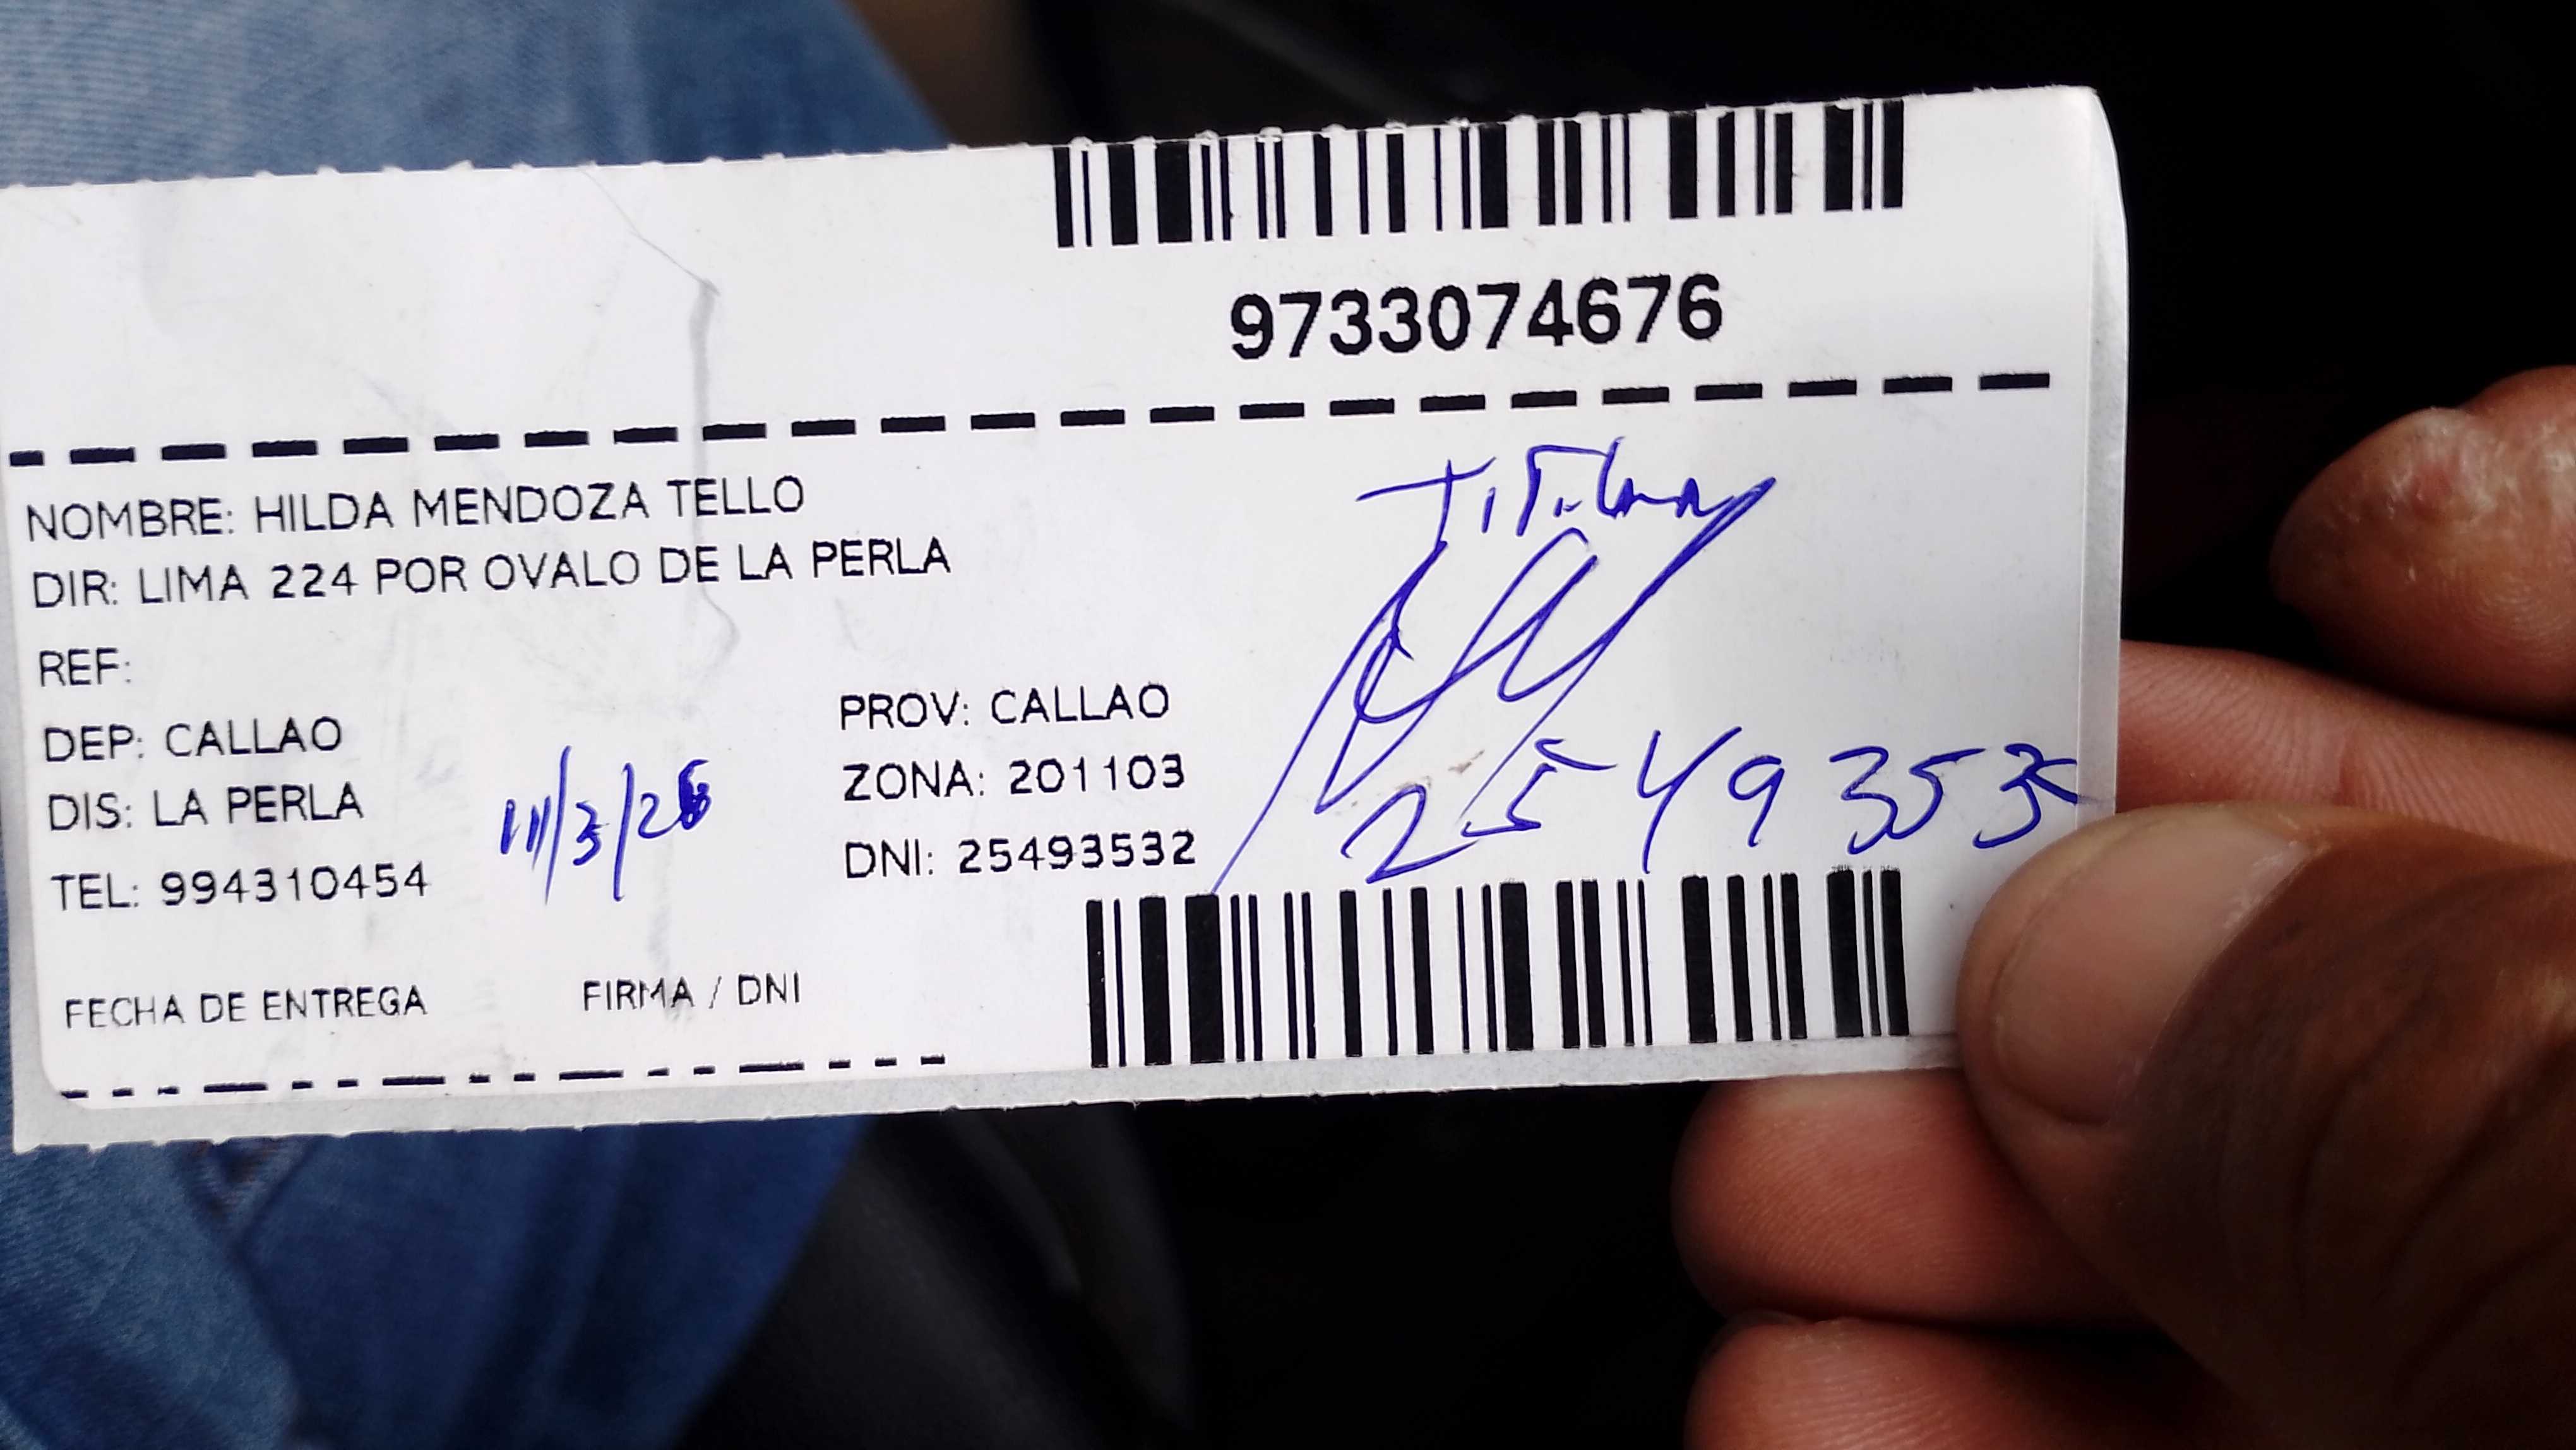 9733074676
NOMBRE: HILDA MENDOZA TELLO
DIR: LIMA 224 POR OVALO DE LA PERLA
REF:
DEP: CALLAO
PROV: CALLAO
DIS: LA PERLA
ZONA: 201103
TEL: 994310454
DNI: 25493532
FECHA DE ENTREGA
FIRMA / DNI
Titular